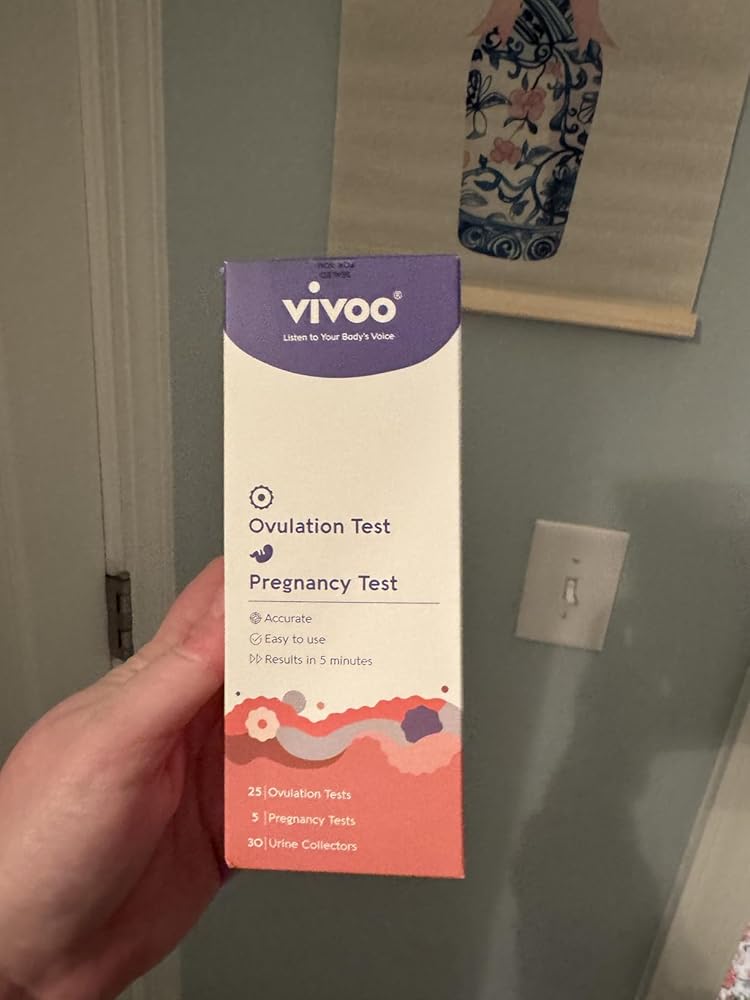 vivoo®
Listen to Your Body's Voice
Ovulation Test
Pregnancy Test
Accurate
Easy to use
Results in 5 minutes
25 | Ovulation Tests
5 | Pregnancy Tests
30 | Urine Collectors